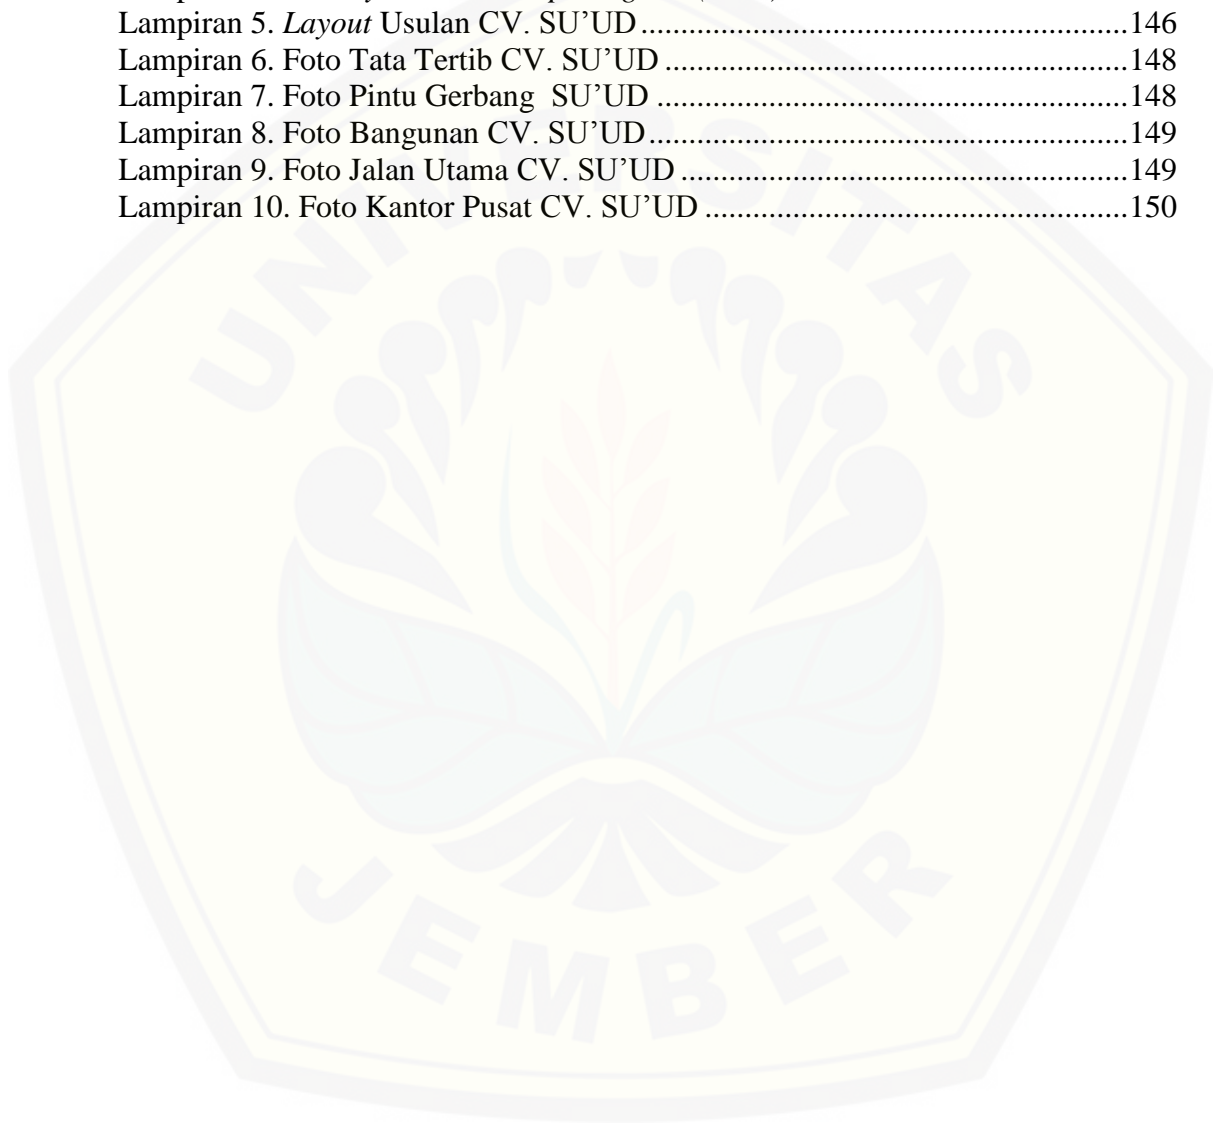 Lampiran 5. Layout Usulan CV. SU’UD ..............................................................146
Lampiran 6. Foto Tata Tertib CV. SU’UD ...........................................................148
Lampiran 7. Foto Pintu Gerbang  SU’UD ............................................................148
Lampiran 8. Foto Bangunan CV. SU’UD.............................................................149
Lampiran 9. Foto Jalan Utama CV. SU’UD .........................................................149
Lampiran 10. Foto Kantor Pusat CV. SU’UD ......................................................150
UNIVERSITAS
JEMBER